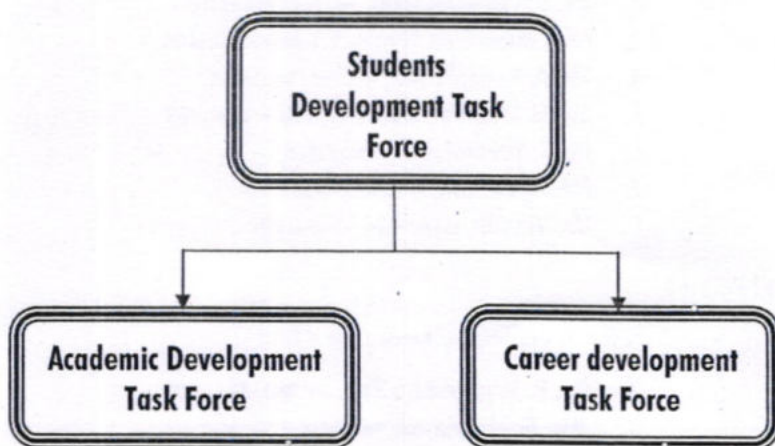 Students
Development Task
Force
Academic Development
Task Force
Career development
Task Force